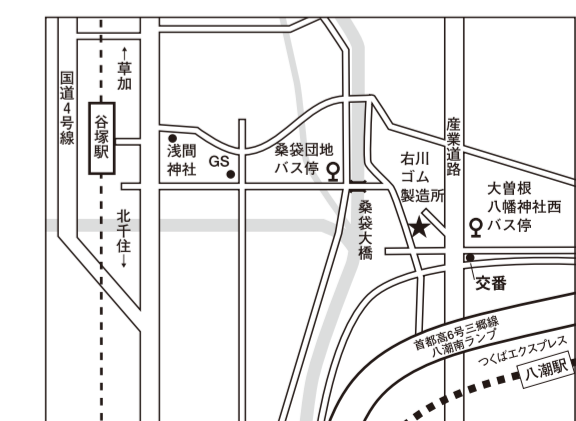 ↑草加
国道4号線
谷塚駅
浅間
神社
GS
桑袋団地
バス停
産業道路
右川
ゴム
製造所
大曽根
八幡神社西
バス停
桑袋大橋
北千住↓
交番
首都高6号三郷線
八潮南ランプ
つくばエクスプレス
八潮駅